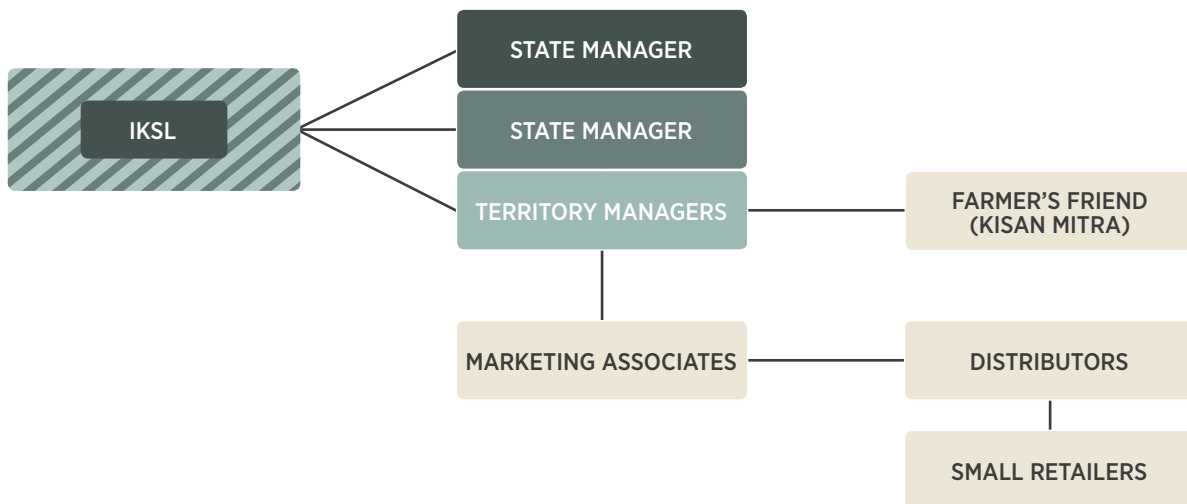 IKSL
STATE MANAGER
STATE MANAGER
TERRITORY MANAGERS
FARMER’S FRIEND
(KISAN MITRA)
MARKETING ASSOCIATES
DISTRIBUTORS
SMALL RETAILERS